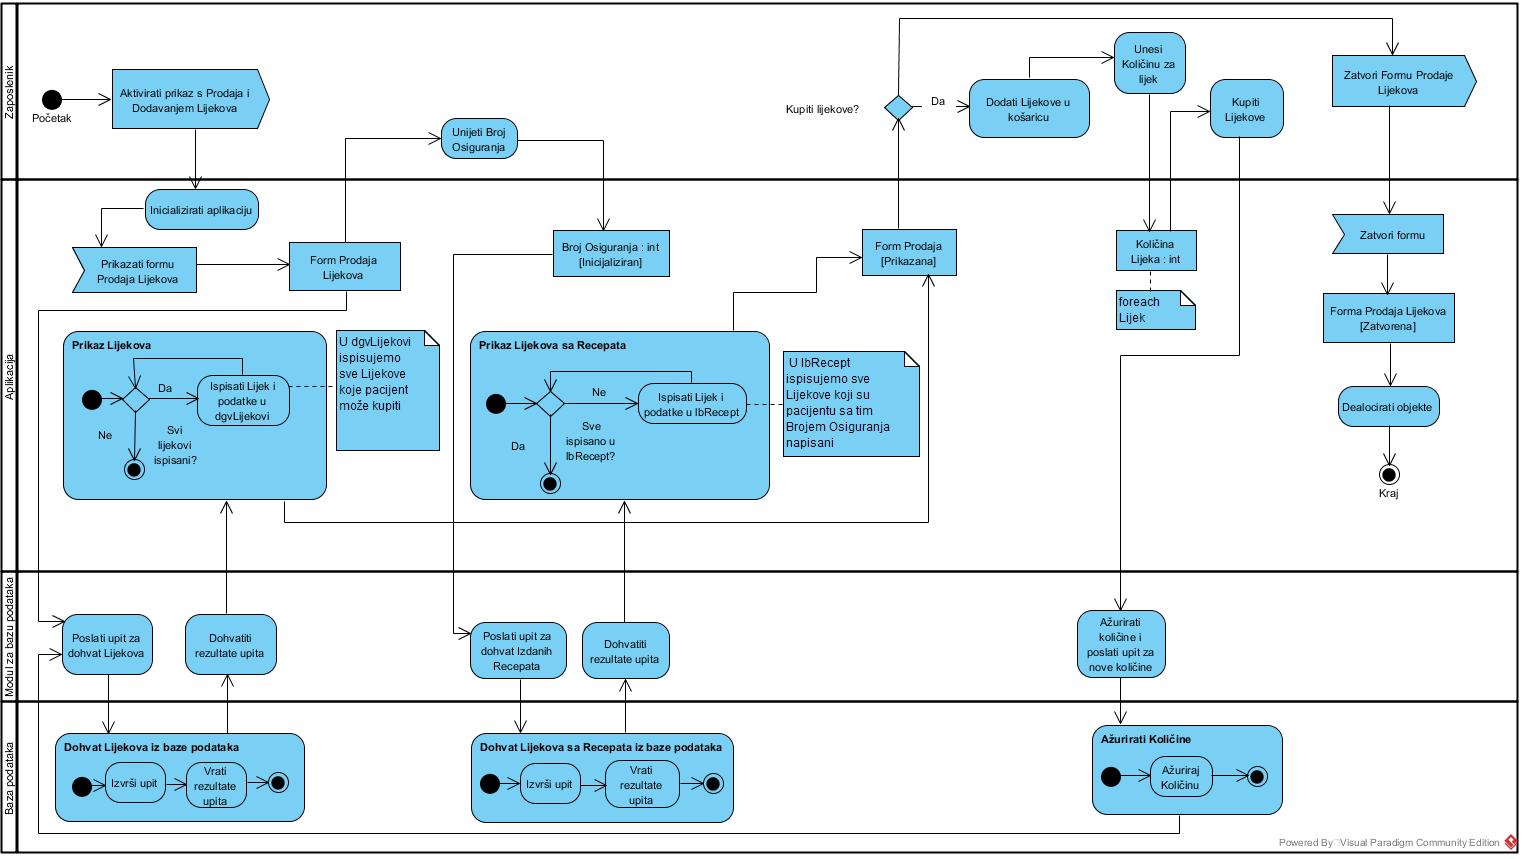 Zaposlenik
Početak
Aktivirati prikaz s Prodaja i
Dodavanjem Lijekova
Unijeti Broj
Osiguranja
Kupiti lijekove?
Da
Dodati Lijekove u
košaricu
Unesi
Količinu za
lijek
Kupiti
Lijekove
Zatvori Formu Prodaje
Lijekova
Aplikacija
Inicializirati aplikaciju
Prikazati formu
Prodaja Lijekova
Form Prodaja
Lijekova
Broj Osiguranja : int
[Inicijaliziran]
Form Prodaja
[Prikazana]
Količina
Lijeka : int
foreach
Lijek
Zatvori formu
Forma Prodaja Lijekova
[Zatvorena]
Dealocirati objekte
Kraj
Prikaz Lijekova
Da
Ispisati Lijek i
podatke u
dgvLijekovi
Ne
Svi
lijekovi
ispisani?
U dgvLijekovi
ispisujemo
sve Lijekove
koje pacijent
može kupiti
Prikaz Lijekova sa Recepata
Ne
Ispisati Lijek i
podatke u lbRecept
Da
Sve
ispisano u
lbRecept?
U lbRecept
ispisujemo sve
Lijekove koji su
pacijentu sa tim
Brojem Osiguranja
napisani
Modul za bazu podataka
Poslati upit za
dohvat Lijekova
Dohvatiti
rezultate upita
Poslati upit za
dohvat Izdanih
Recepata
Dohvatiti
rezultate upita
Ažurirati
količine i
poslati upit za
nove količine
Baza podataka
Dohvat Lijekova iz baze podataka
Izvrši upit
Vrati
rezultate
upita
Dohvat Lijekova sa Recepata iz baze podataka
Izvrši upit
Vrati
rezultate
upita
Ažurirati Količine
Ažuriraj
Količinu
Powered By Visual Paradigm Community Edition